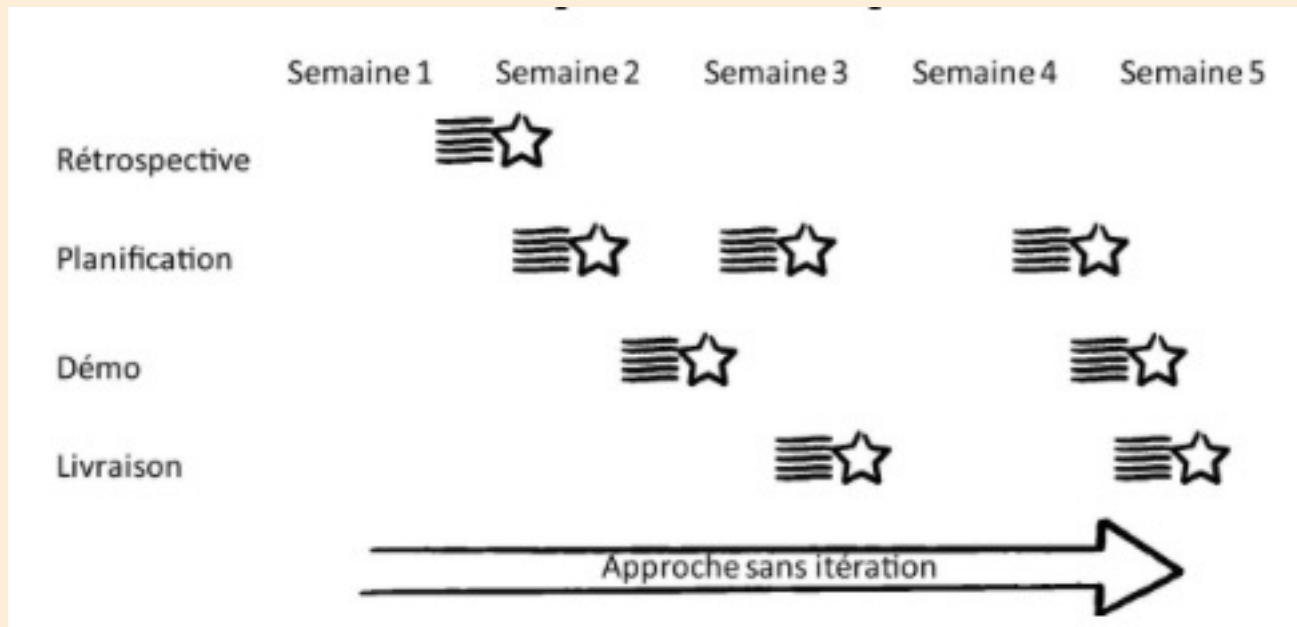 Semaine 1 Semaine 2 Semaine 3 Semaine 4 Semaine 5
Rétrospective
Planification
Démo
Livraison
Approche sans itération